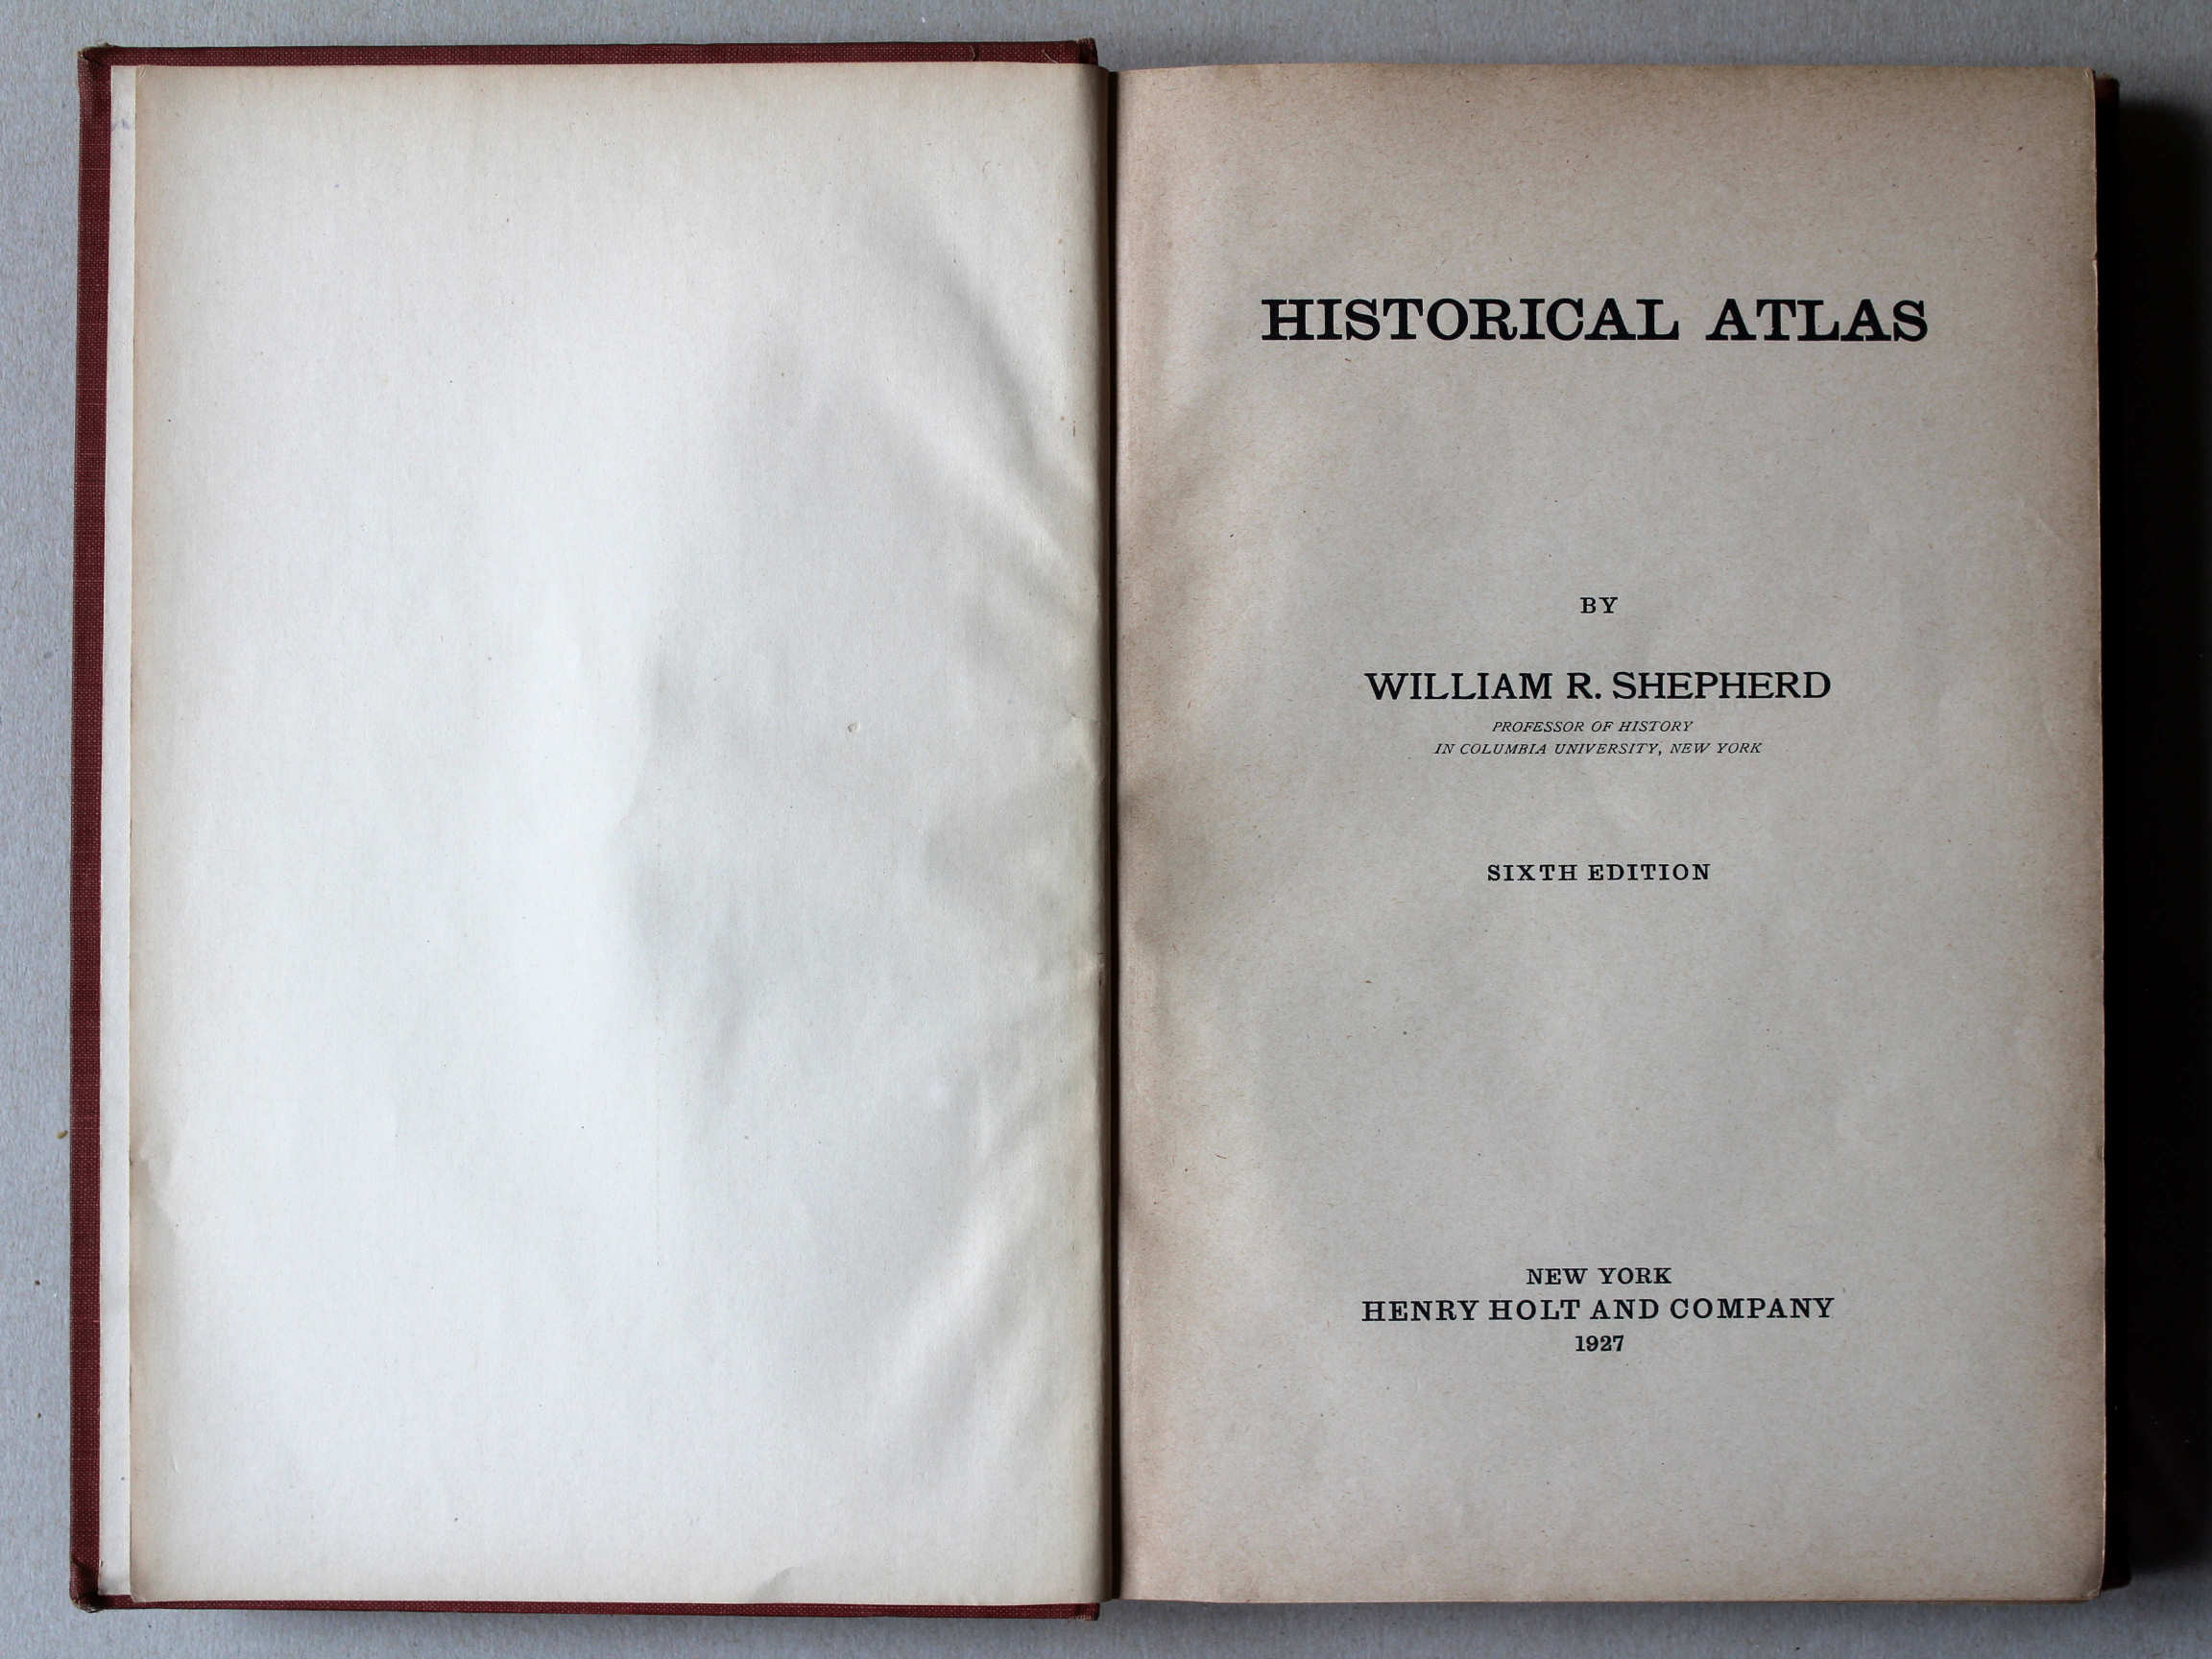 HISTORICAL ATLAS
BY
WILLIAM R. SHEPHERD
PROFESSOR OF HISTORY
IN COLUMBIA UNIVERSITY, NEW YORK
SIXTH EDITION
NEW YORK
HENRY HOLT AND COMPANY
1927